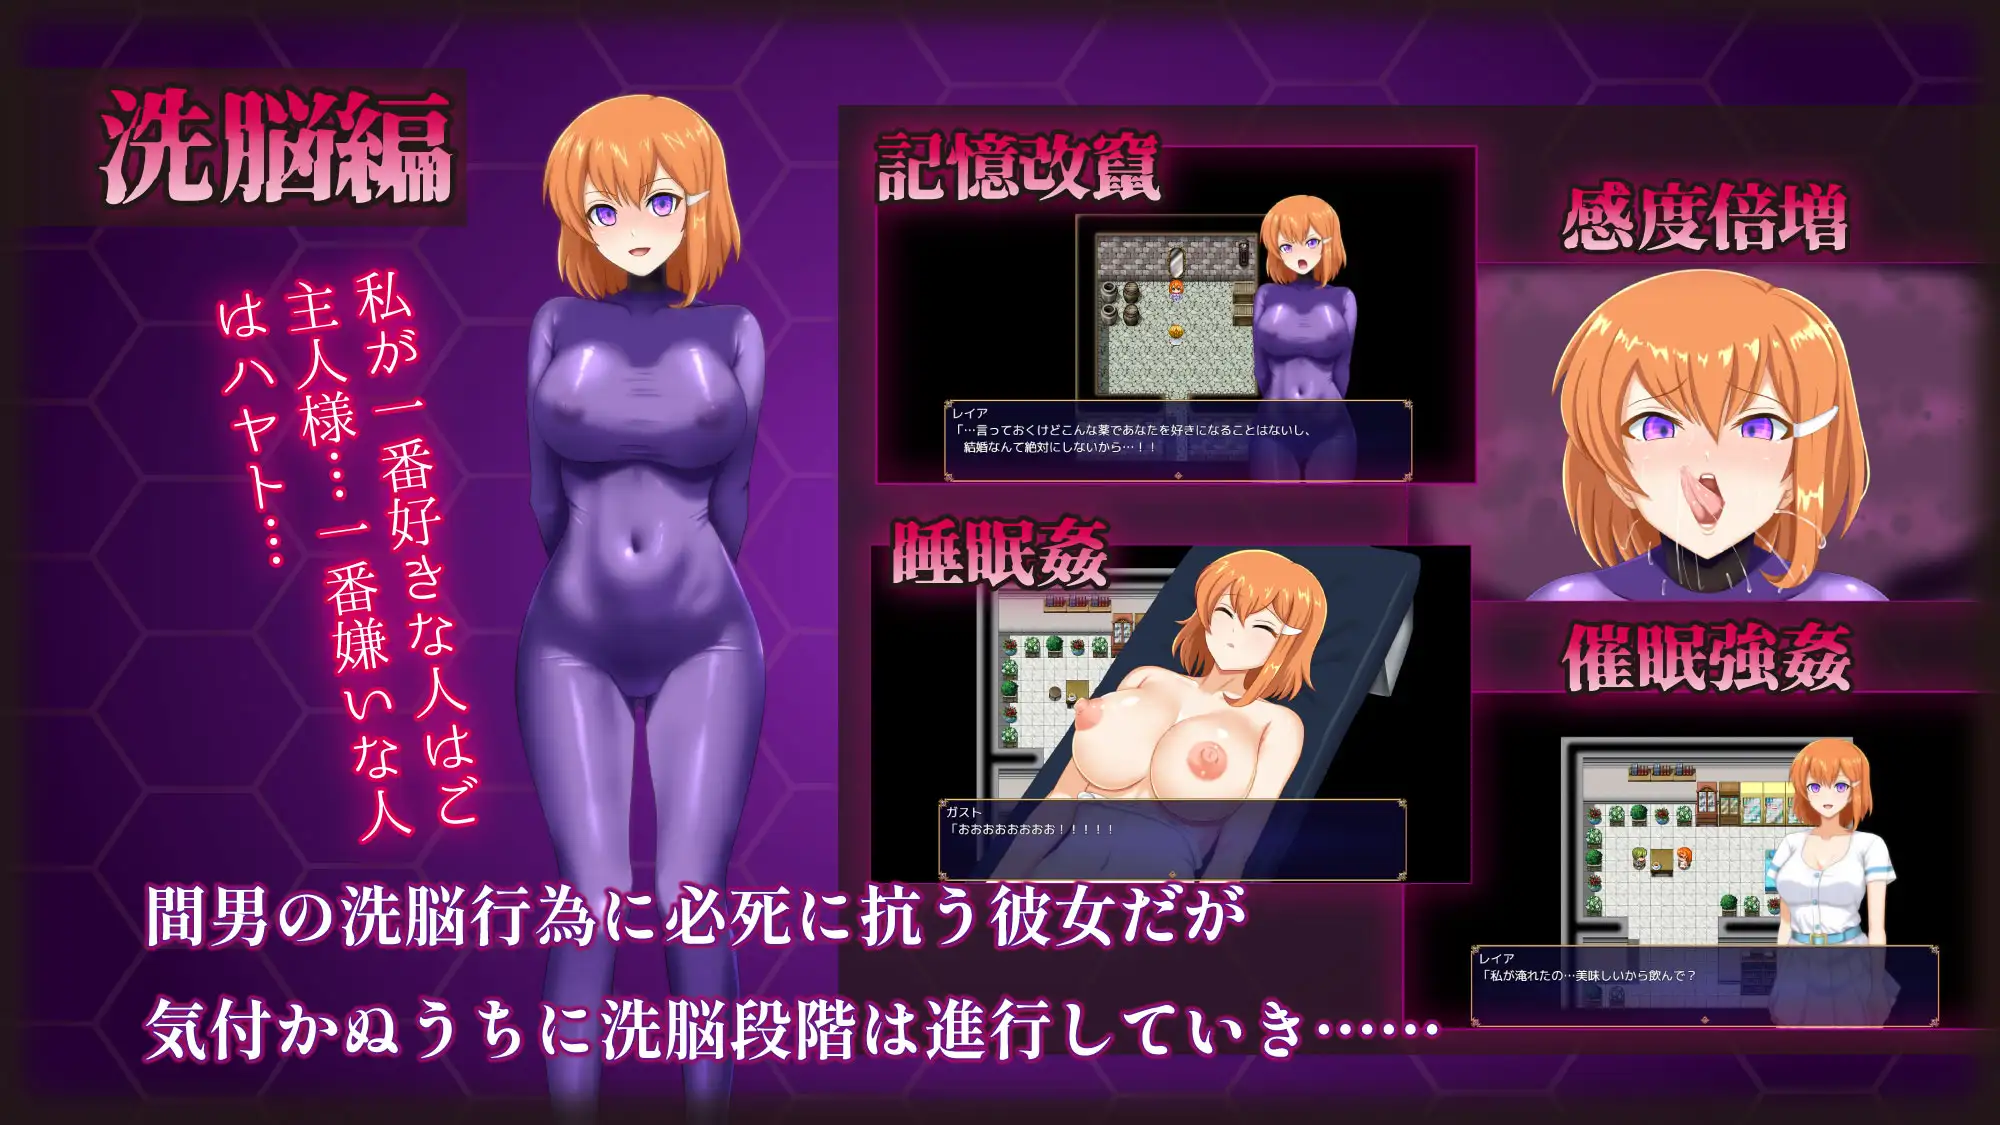 洗脳編
私が一番好きな人はご
主人様…一番嫌いな人
はハヤト…
記憶改竄
レイア
「…言っておくけどこんな薬であなたを好きになることはないし、
結婚なんて絶対にしないから…！！
感度倍増
睡眠姦
ガスト
「おおおおおおおお！！！！！
催眠強姦
レイア
「私が淹れたの…美味しいから飲んで？
間男の洗脳行為に必死に抗う彼女だが
気付かぬうちに洗脳段階は進行していき……